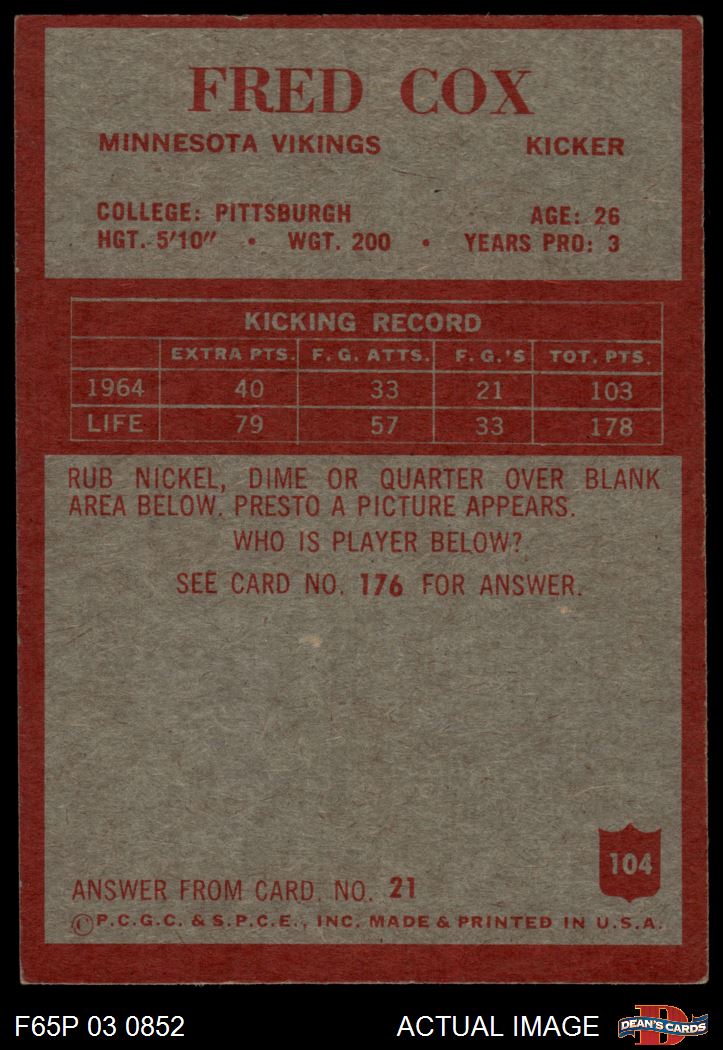 FRED COX
MINNESOTA VIKINGS KICKER
COLLEGE: PITTSBURGH AGE: 26
HGT. 5'10" • WGT. 200 • YEARS PRO: 3
KICKING RECORD
EXTRA PTS. F.G. ATTS. F.G.'S TOT. PTS.
1964 40 33 21 103
LIFE 79 57 33 178
RUB NICKEL, DIME OR QUARTER OVER BLANK
AREA BELOW. PRESTO A PICTURE APPEARS.
WHO IS PLAYER BELOW?
SEE CARD NO. 176 FOR ANSWER.
104
ANSWER FROM CARD. NO. 21
©P.C.G.C. & S.P.C.E., INC. MADE & PRINTED IN U.S.A.
F65P 03 0852 ACTUAL IMAGE D DEAN'S CARDS